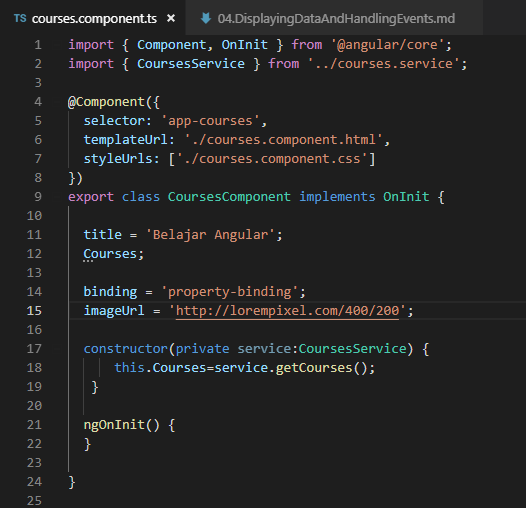 TS courses.component.ts × 04.DisplayingDataAndHandlingEvents.md
1 import { Component, OnInit } from '@angular/core';
2 import { CoursesService } from '../courses.service';
3
4 @Component({
5 selector: 'app-courses',
6 templateUrl: './courses.component.html',
7 styleUrls: ['./courses.component.css']
8 })
9 export class CoursesComponent implements OnInit {
10
11 title = 'Belajar Angular';
12 Courses;
13
14 binding = 'property-binding';
15 imageUrl = 'http://lorempixel.com/400/200';
16
17 constructor(private service:CoursesService) {
18 this.Courses=service.getCourses();
19 }
20
21 ngOnInit() {
22 }
23
24 }
25